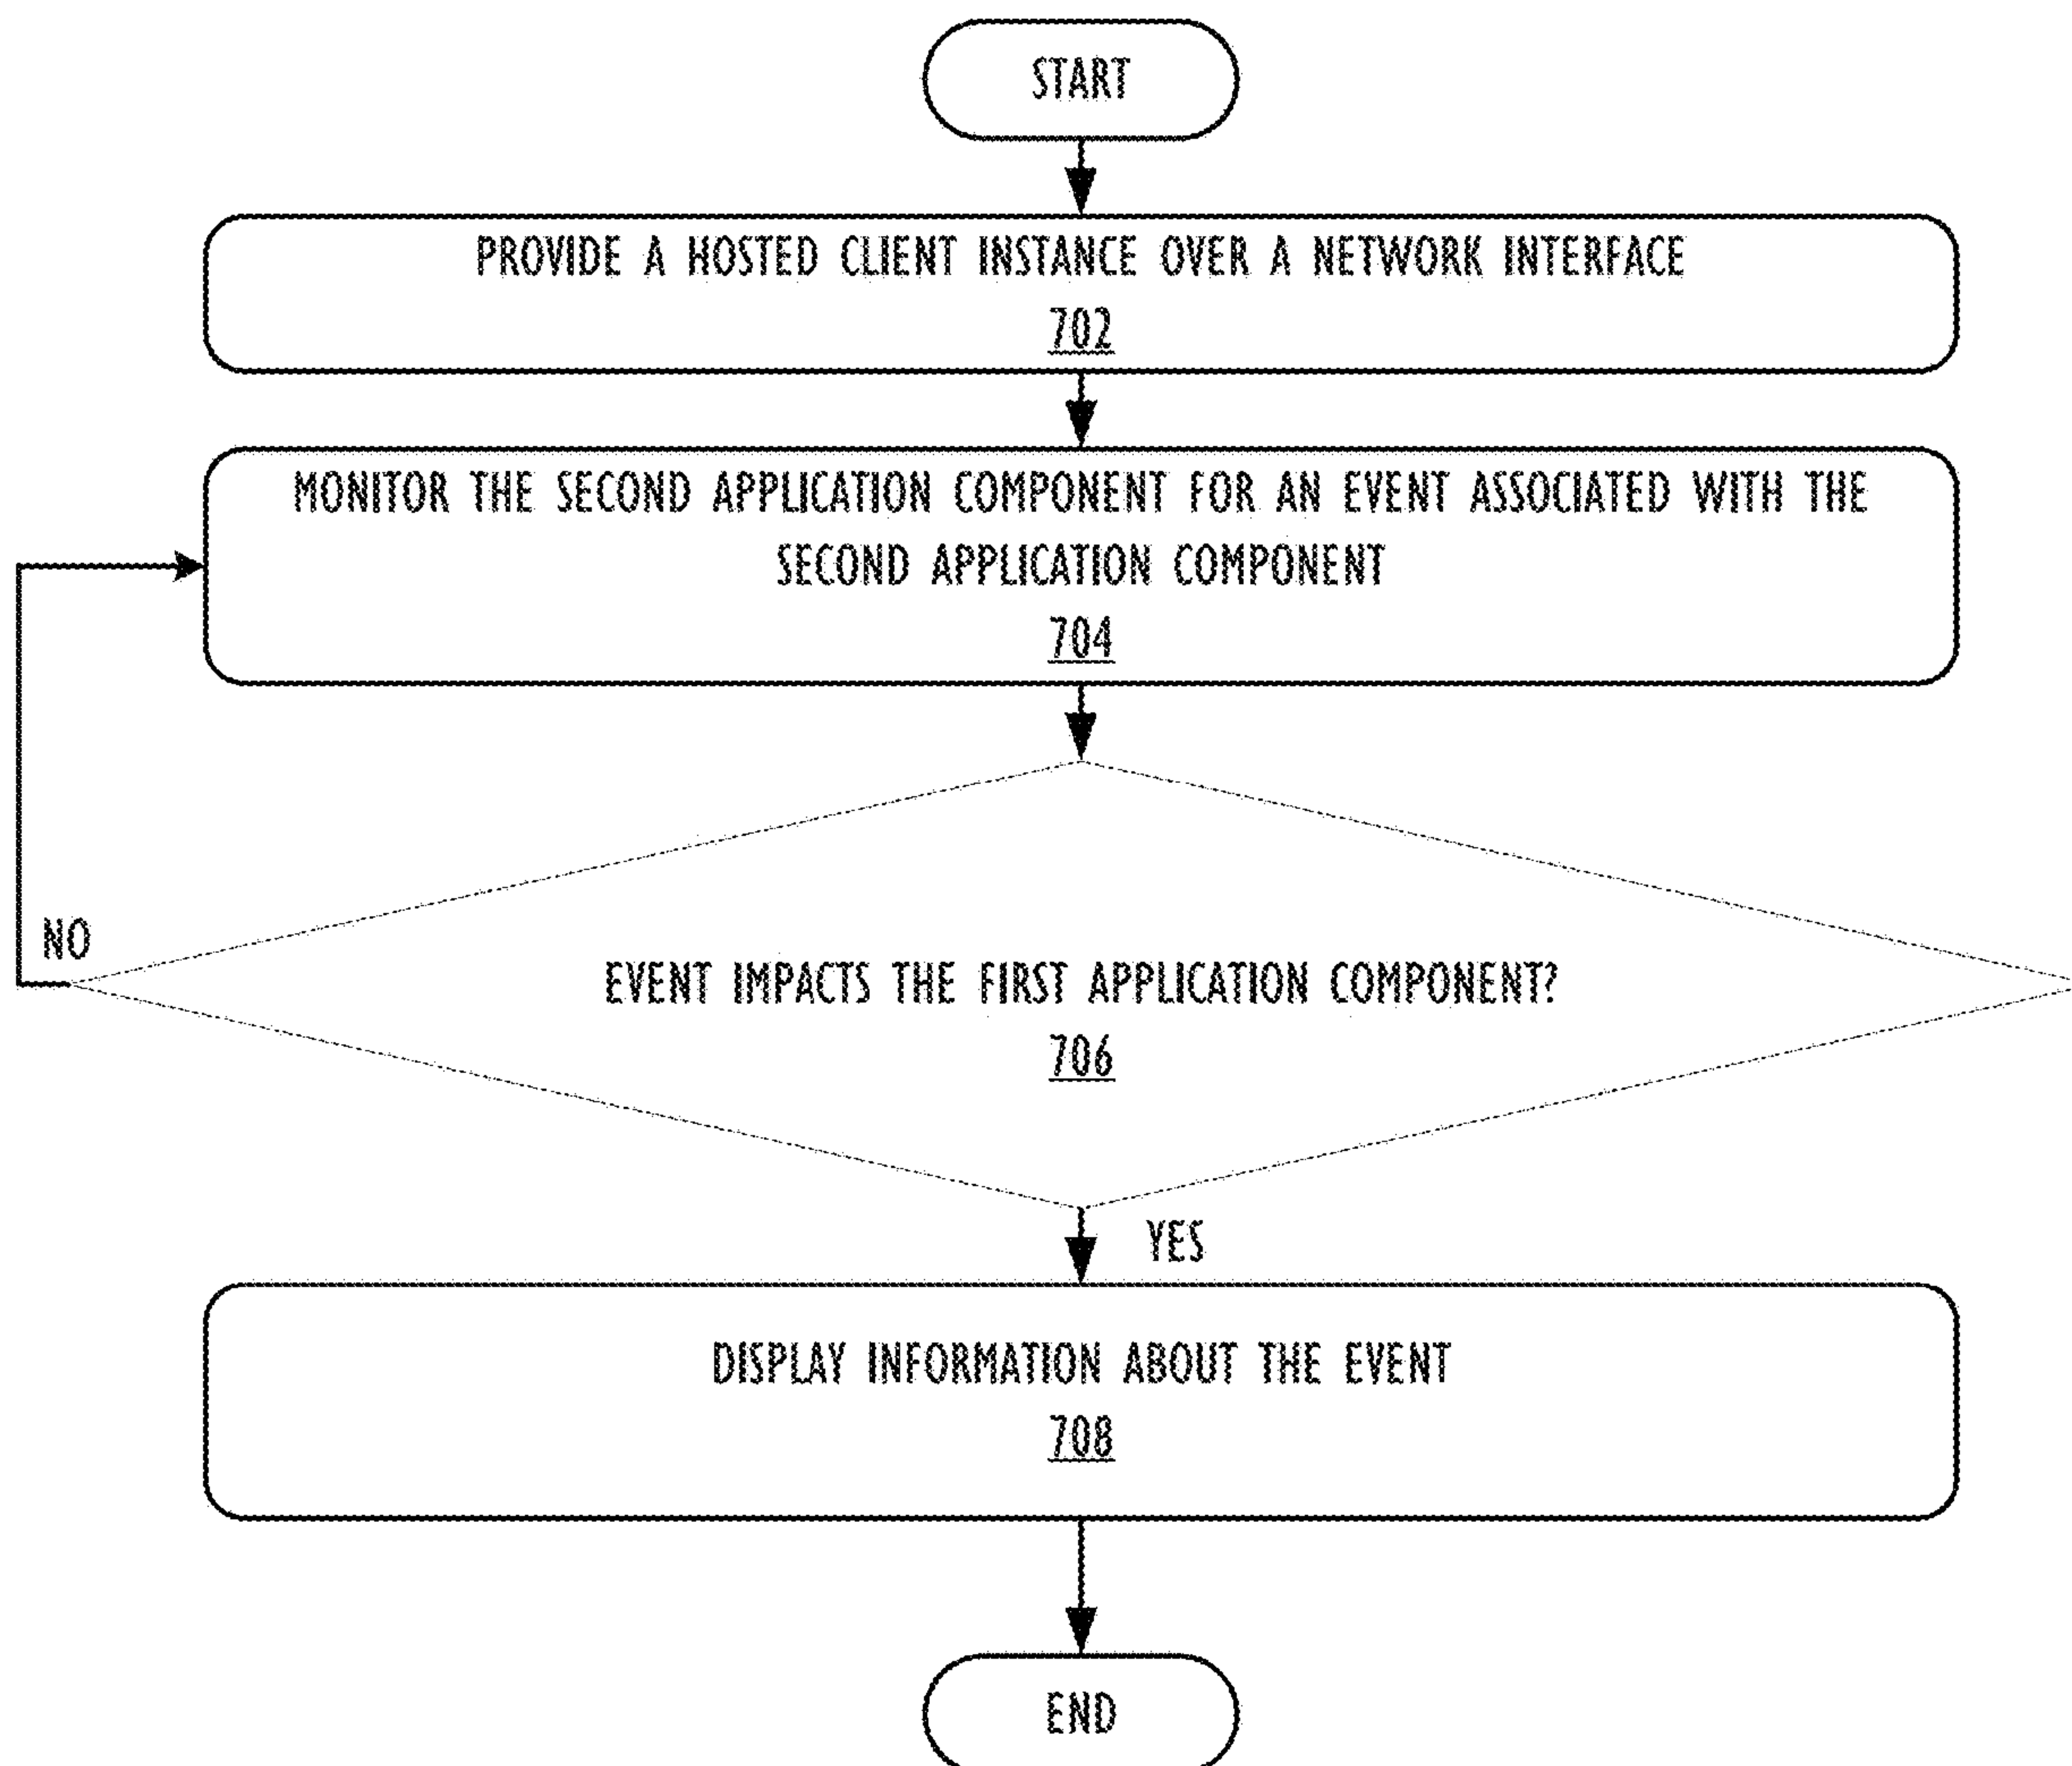 START
PROVIDE A HOSTED CLIENT INSTANCE OVER A NETWORK INTERFACE
702
MONITOR THE SECOND APPLICATION COMPONENT FOR AN EVENT ASSOCIATED WITH THE
SECOND APPLICATION COMPONENT
704
NO
EVENT IMPACTS THE FIRST APPLICATION COMPONENT?
706
YES
DISPLAY INFORMATION ABOUT THE EVENT
708
END